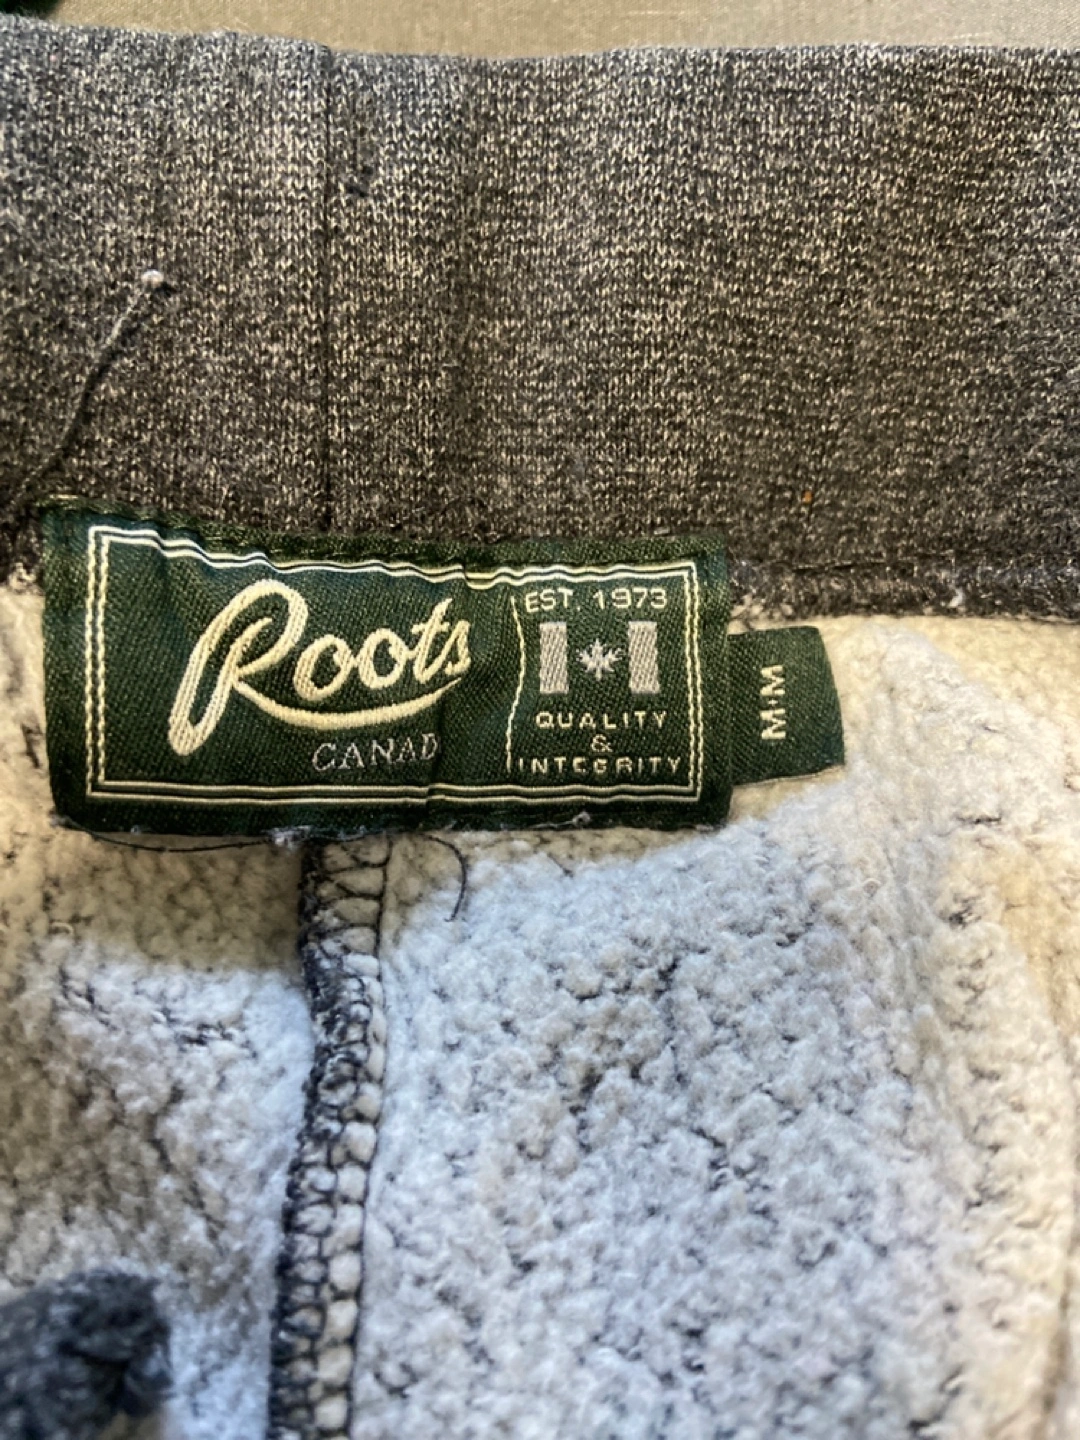 Roots
CANAD
EST. 1973
QUALITY
&
INTEGRITY
M·M